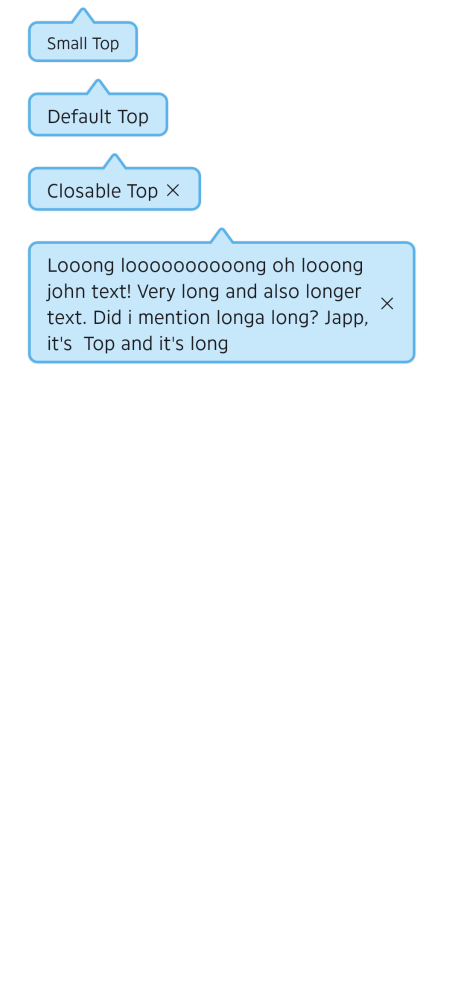 Small Top
Default Top
Closable Top
Looong loooooooooong oh looong
john text! Very long and also longer
text. Did i mention longa long? Japp,
it's  Top and it's long